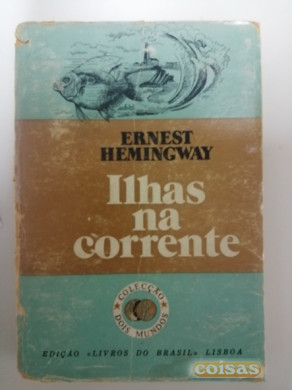 ERNEST
HEMINGWAY
Ilhas
na
corrente
COLECÇÃO
DOIS MUNDOS
EDIÇÃO «LIVROS DO BRASIL» LISBOA
coisas